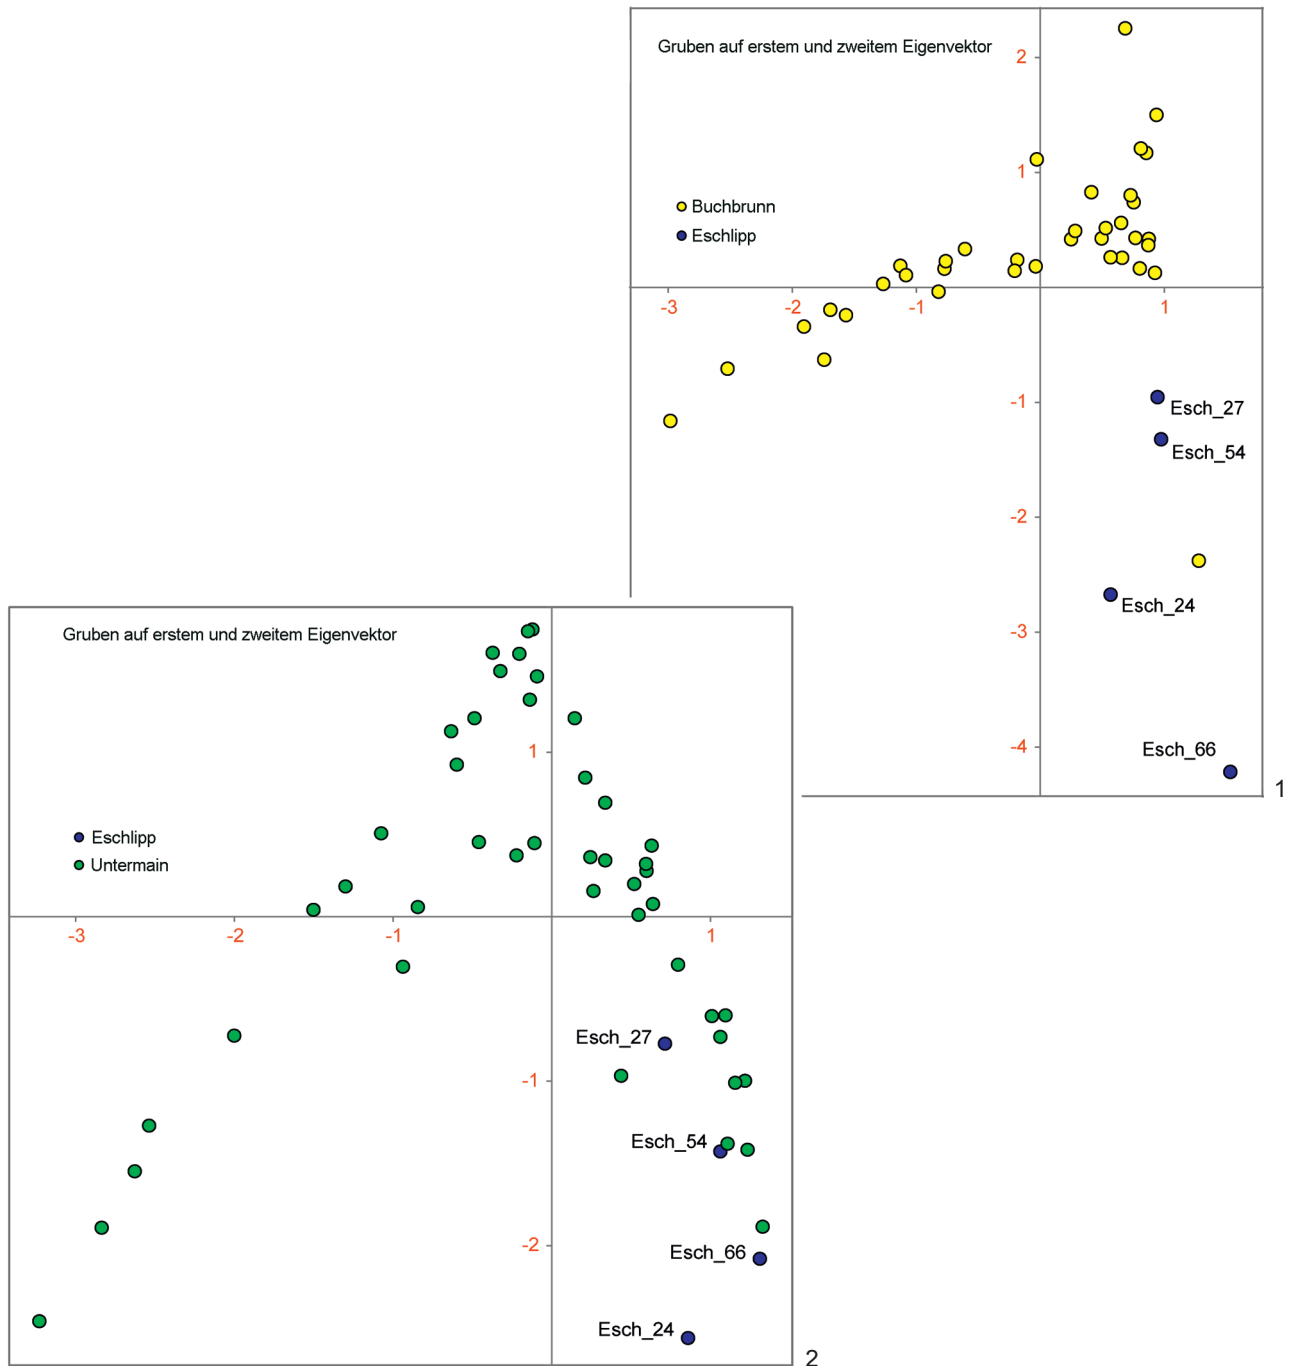 Gruben auf erstem und zweitem Eigenvektor
2
1
Buchbrunn
Eschlipp
-3
-2
-1
1
-1
Esch_27
Esch_54
-2
Esch_24
-3
-4
Esch_66
1
Gruben auf erstem und zweitem Eigenvektor
1
Eschlipp
Untermain
-3
-2
-1
1
Esch_27
-1
Esch_54
-2
Esch_66
Esch_24
2